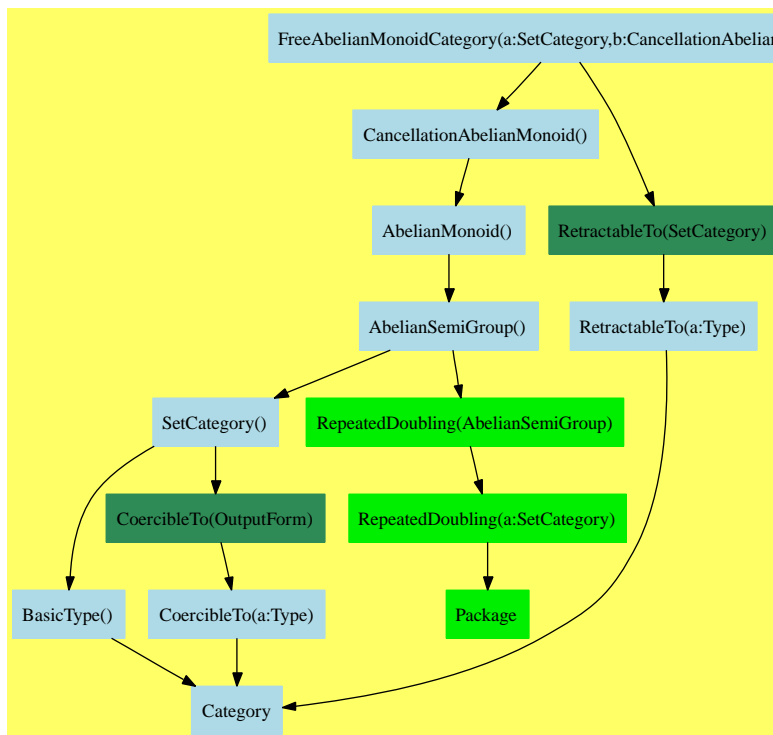 FreeAbelianMonoidCategory(a:SetCategory,b:CancellationAbelian
CancellationAbelianMonoid()
AbelianMonoid()
RetractableTo(SetCategory)
AbelianSemiGroup()
RetractableTo(a:Type)
SetCategory()
RepeatedDoubling(AbelianSemiGroup)
CoercibleTo(OutputForm)
RepeatedDoubling(a:SetCategory)
BasicType()
CoercibleTo(a:Type)
Package
Category